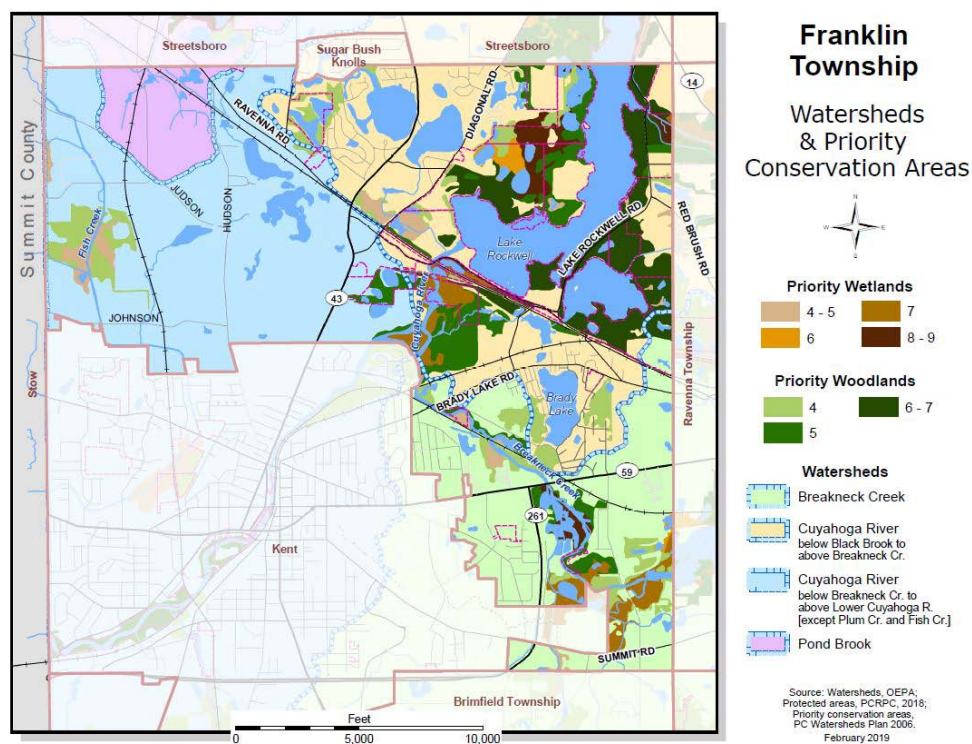 Streetsboro
Sugar Bush
Knolls
Streetsboro
14
RAVENNA RD
DIAGONAL RD
Summit County
JUDSON
HUDSON
Fish Creek
Lake
Rockwell
LAKE ROCKWELL RD
RED BRUSH RD
43
Cuyahoga River
JOHNSON
Stow
Ravenna Township
BRADY LAKE RD
Brady
Lake
Breakneck Creek
59
261
Kent
SUMMIT RD
Brimfield Township
Feet
0 5,000 10,000
Franklin
Township
Watersheds
& Priority
Conservation Areas
N
W E
S
Priority Wetlands
4 - 5 7
6 8 - 9
Priority Woodlands
4 6 - 7
5
Watersheds
Breakneck Creek
Cuyahoga River
below Black Brook to
above Breakneck Cr.
Cuyahoga River
below Breakneck Cr. to
above Lower Cuyahoga R.
[except Plum Cr. and Fish Cr.]
Pond Brook
Source: Watersheds, OEPA;
Protected areas, PCRPC, 2018;
Priority conservation areas,
PC Watersheds Plan 2006.
February 2019